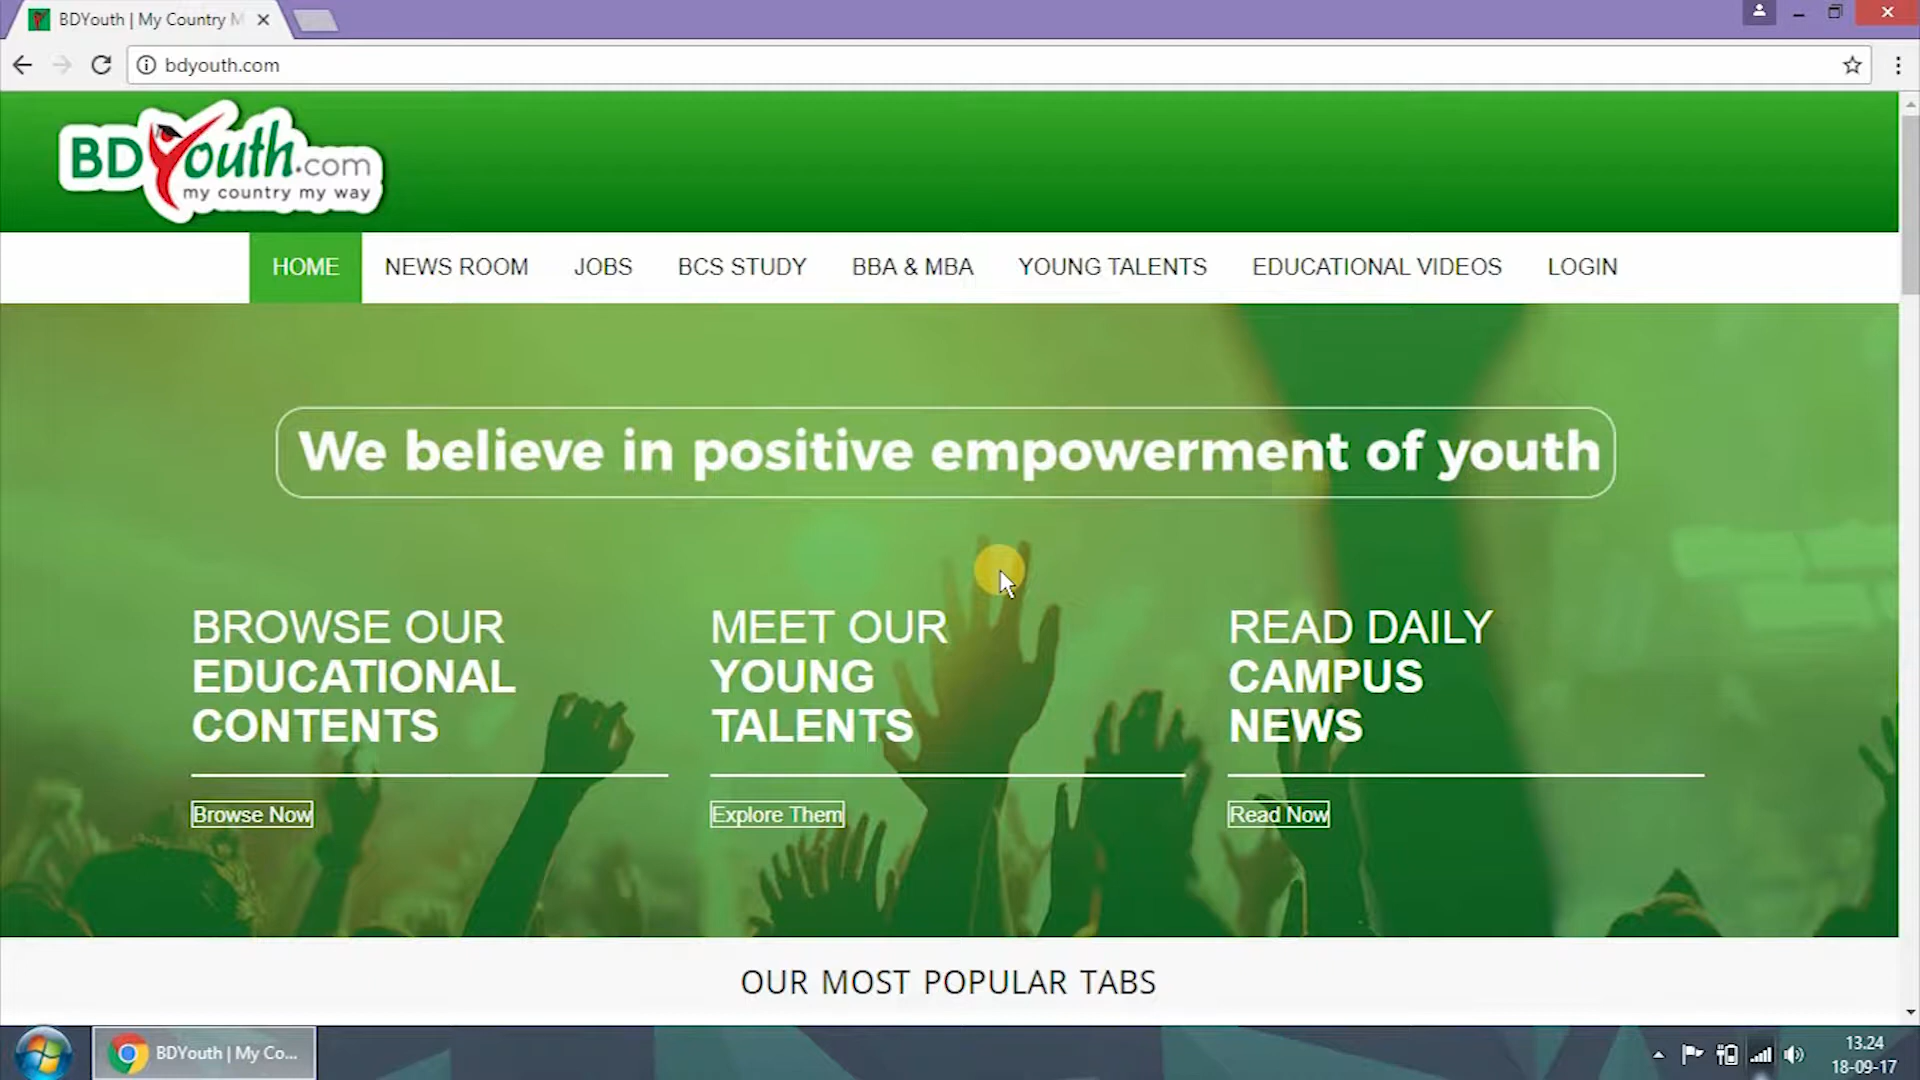 BDYouth | My Country M
bdyouth.com
BDYouth.com
my country my way
HOME NEWS ROOM JOBS BCS STUDY BBA & MBA YOUNG TALENTS EDUCATIONAL VIDEOS LOGIN
We believe in positive empowerment of youth
BROWSE OUR
EDUCATIONAL
CONTENTS
Browse Now
MEET OUR
YOUNG
TALENTS
Explore Them
READ DAILY
CAMPUS
NEWS
Read Now
OUR MOST POPULAR TABS
BDYouth | My Co...
13.24
18-09-17